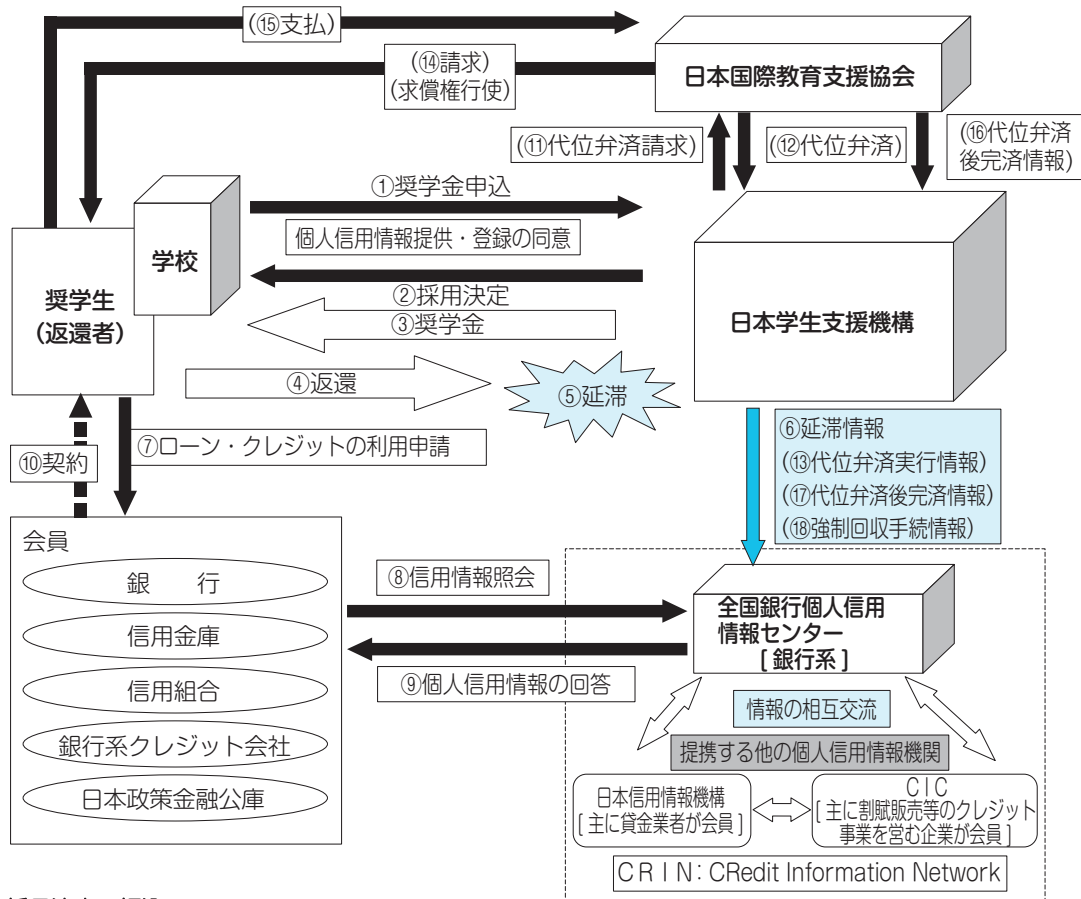 (⑮支払)
(⑭請求)
(求償権行使)
日本国際教育支援協会
(⑪代位弁済請求)
(⑫代位弁済)
(⑯代位弁済
後完済情報)
①奨学金申込
個人信用情報提供・登録の同意
学校
奨学生
(返還者)
②採用決定
③奨学金
日本学生支援機構
④返還
⑤延滞
⑥延滞情報
(⑬代位弁済実行情報)
(⑰代位弁済後完済情報)
(⑱強制回収手続情報)
⑦ローン・クレジットの利用申請
⑩契約
会員
銀　行
信用金庫
信用組合
銀行系クレジット会社
日本政策金融公庫
⑧信用情報照会
⑨個人信用情報の回答
全国銀行個人信用
情報センター
[銀行系]
情報の相互交流
提携する他の個人信用情報機関
日本信用情報機構
[主に貸金業者が会員]
CIC
[主に割賦販売等のクレジット
事業を営む企業が会員]
CRIN:CRedit Information Network